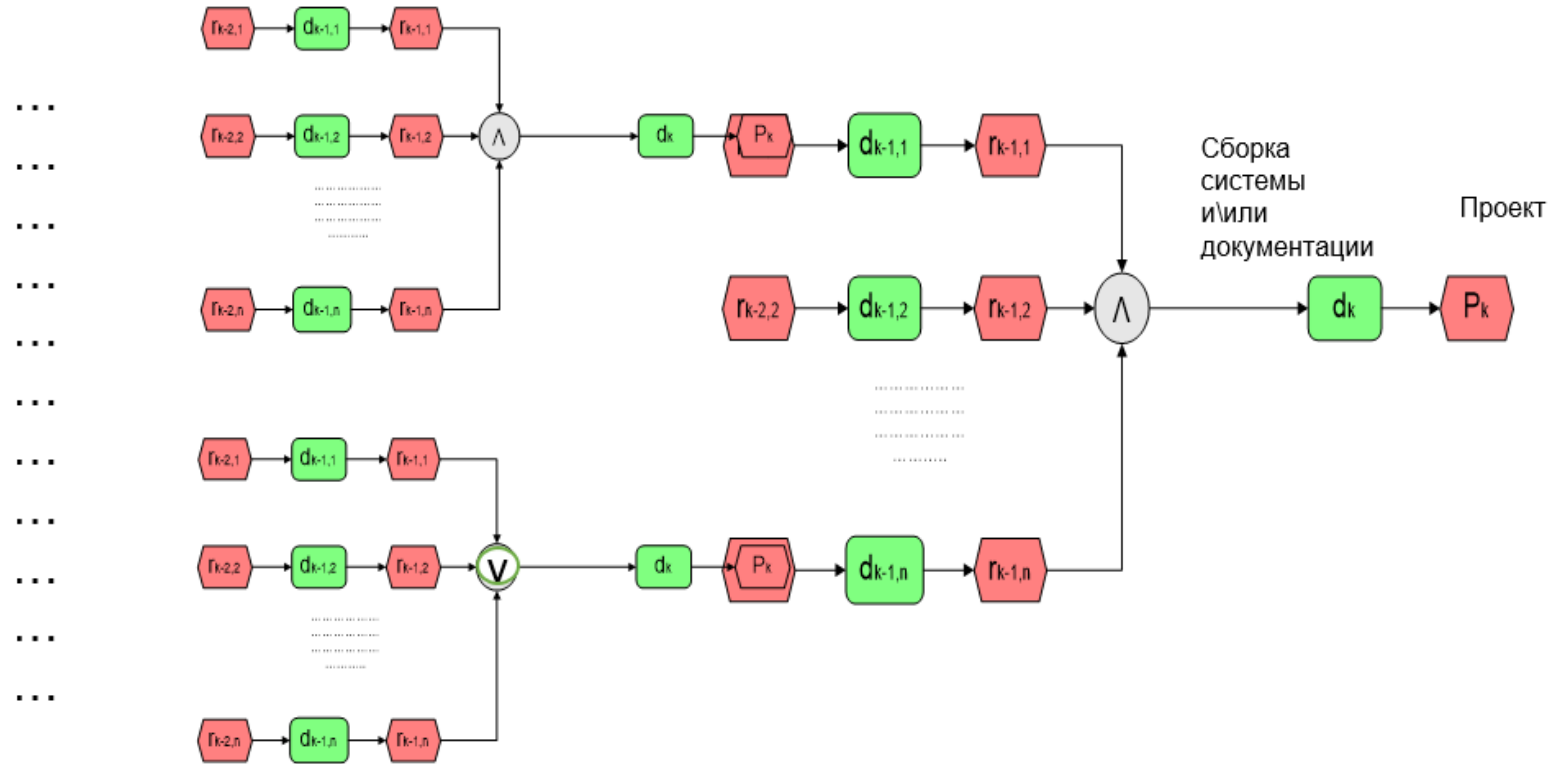 rk-2,1 dk-1,1 rk-1,1
...
rk-2,2 dk-1,2 rk-1,2 ∧ dk Pk dk-1,1 rk-1,1
Сборка
системы
и\или
документации
Проект
...
...
...
rk-2,n dk-1,n rk-1,n
rk-2,2 dk-1,2 rk-1,2 ∧ dk Pk
...
...
rk-2,1 dk-1,1 rk-1,1
...
...
rk-2,2 dk-1,2 rk-1,2 V dk Pk dk-1,n rk-1,n
...
...
...
rk-2,n dk-1,n rk-1,n